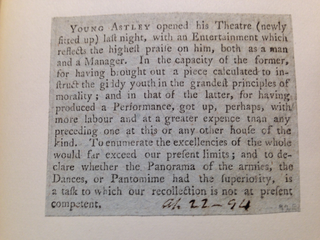 YOUNG ASTLEY opened his Theatre (newly
fitted up) last night, with an Entertainment which
reflects the highest praise on him, both as a man
and a Manager. In the capacity of the former,
for having brought out a piece calculated to in-
struct the giddy youth in the grandest principles of
morality; and in that of the latter, for having
produced a Performance, got up, perhaps, with
more labour and at a greater expence than any
preceding one at this or any other house of the
kind. To enumerate the excellencies of the whole
would far exceed our present limits; and to de-
clare whether the Panorama of the armies, the
Dances, or Pantomime had the superiority, is
a task to which our recollection is not at present
competent. Ap. 22-94